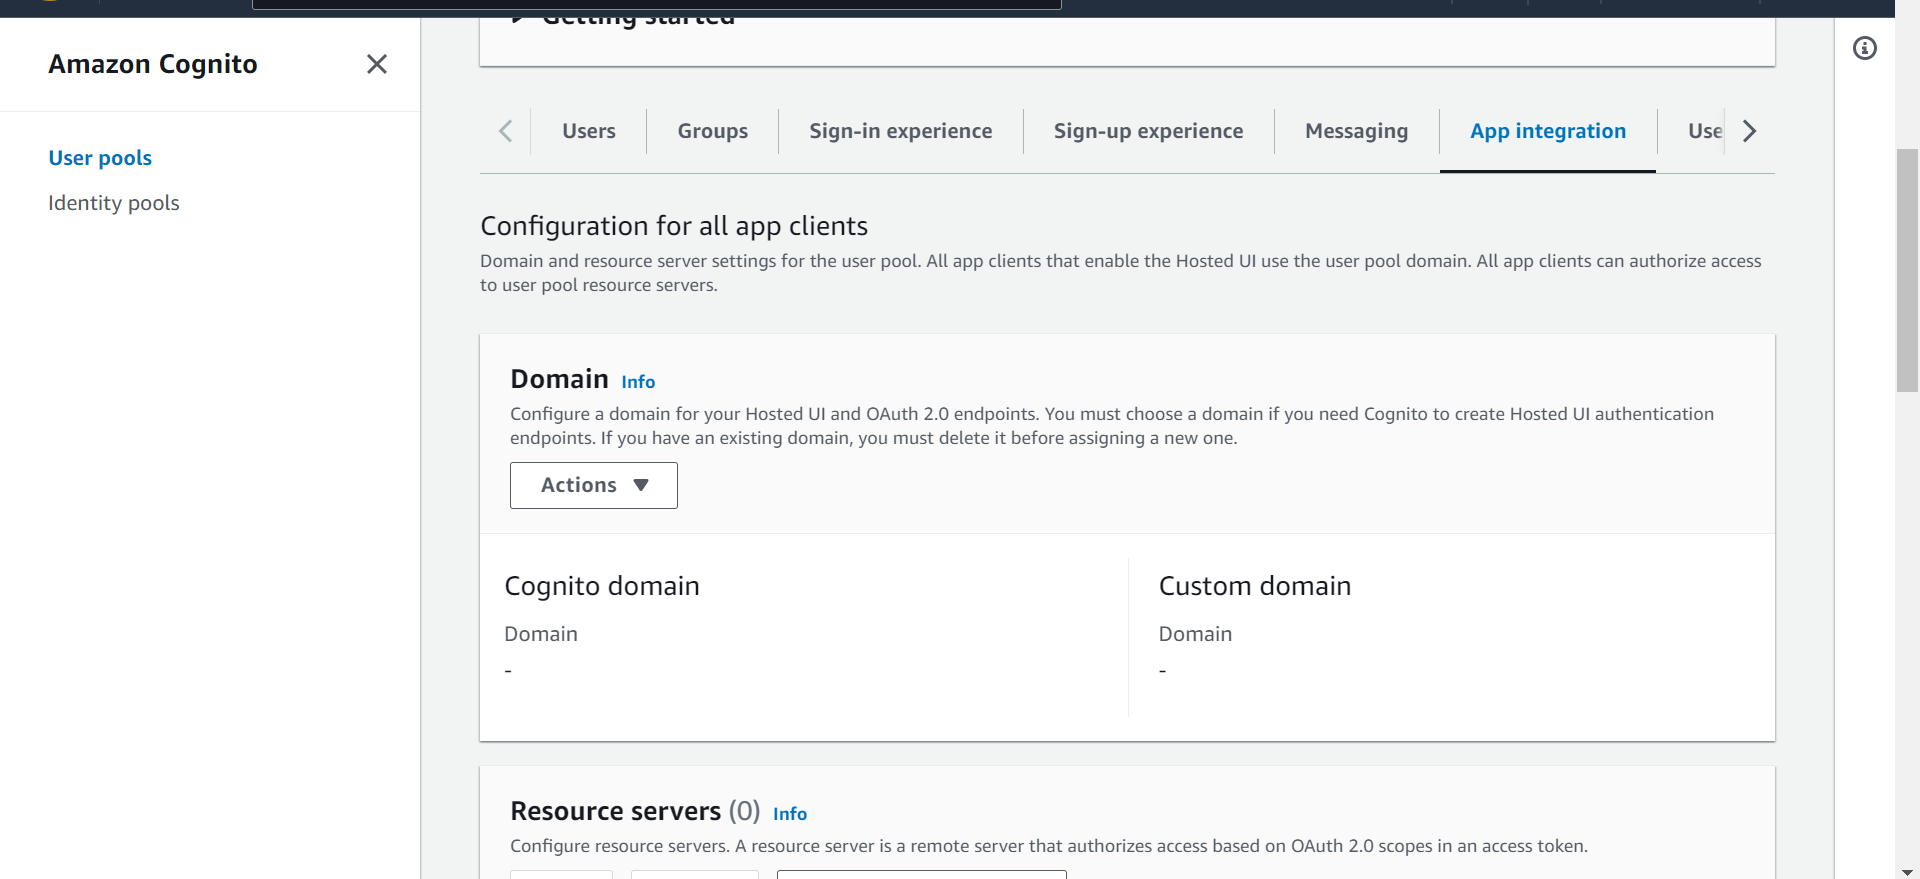 Getting started
Amazon Cognito
User pools
Identity pools
Users
Groups
Sign-in experience
Sign-up experience
Messaging
App integration
Use
Configuration for all app clients
Domain and resource server settings for the user pool. All app clients that enable the Hosted UI use the user pool domain. All app clients can authorize access
to user pool resource servers.
Domain Info
Configure a domain for your Hosted UI and OAuth 2.0 endpoints. You must choose a domain if you need Cognito to create Hosted UI authentication
endpoints. If you have an existing domain, you must delete it before assigning a new one.
Actions
Cognito domain
Domain
-
Custom domain
Domain
-
Resource servers (0) Info
Configure resource servers. A resource server is a remote server that authorizes access based on OAuth 2.0 scopes in an access token.